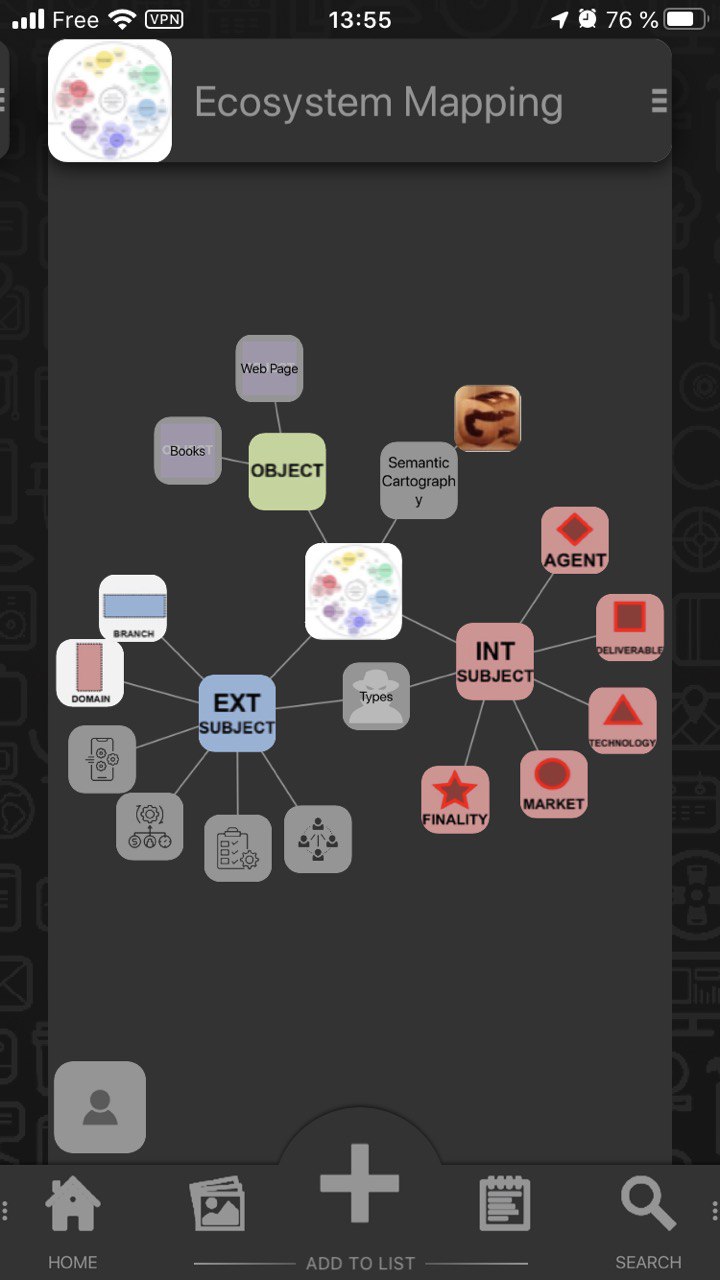 Free VPN 13:55 76 %
Ecosystem Mapping
Web Page
Books
OBJECT
Semantic
Cartograph
y
AGENT
BRANCH
DELIVERABLE
INT
SUBJECT
DOMAIN
EXT
SUBJECT
Types
TECHNOLOGY
MARKET
FINALITY
HOME
ADD TO LIST
SEARCH